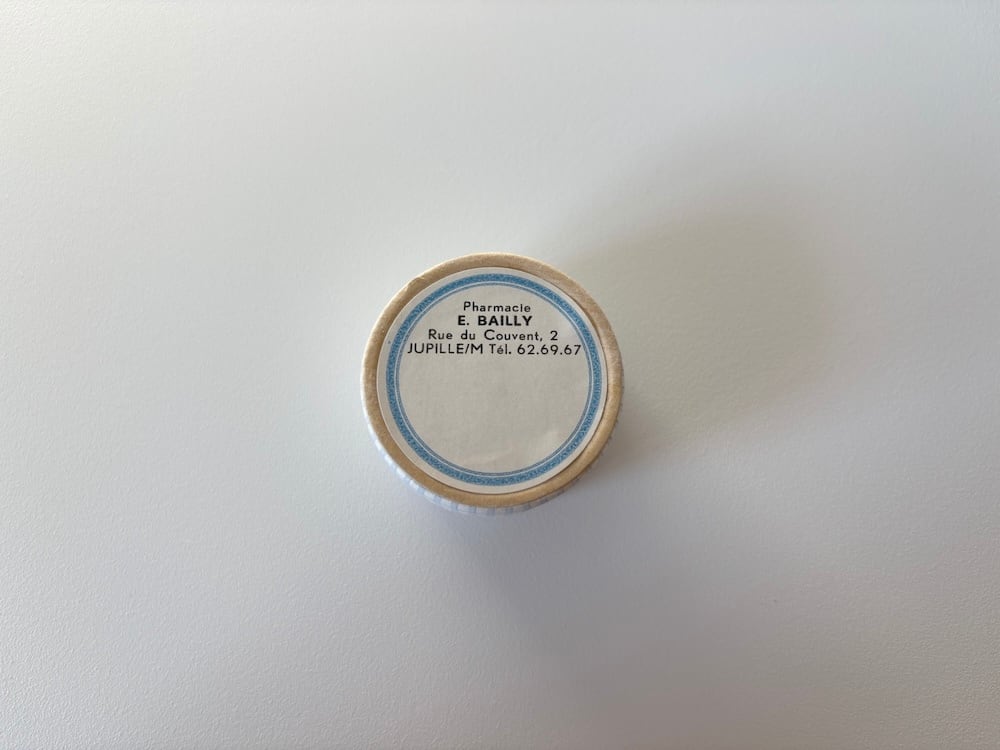 Pharmacie
E. BAILLY
Rue du Couvent, 2
JUPILLE/M Tél. 62.69.67